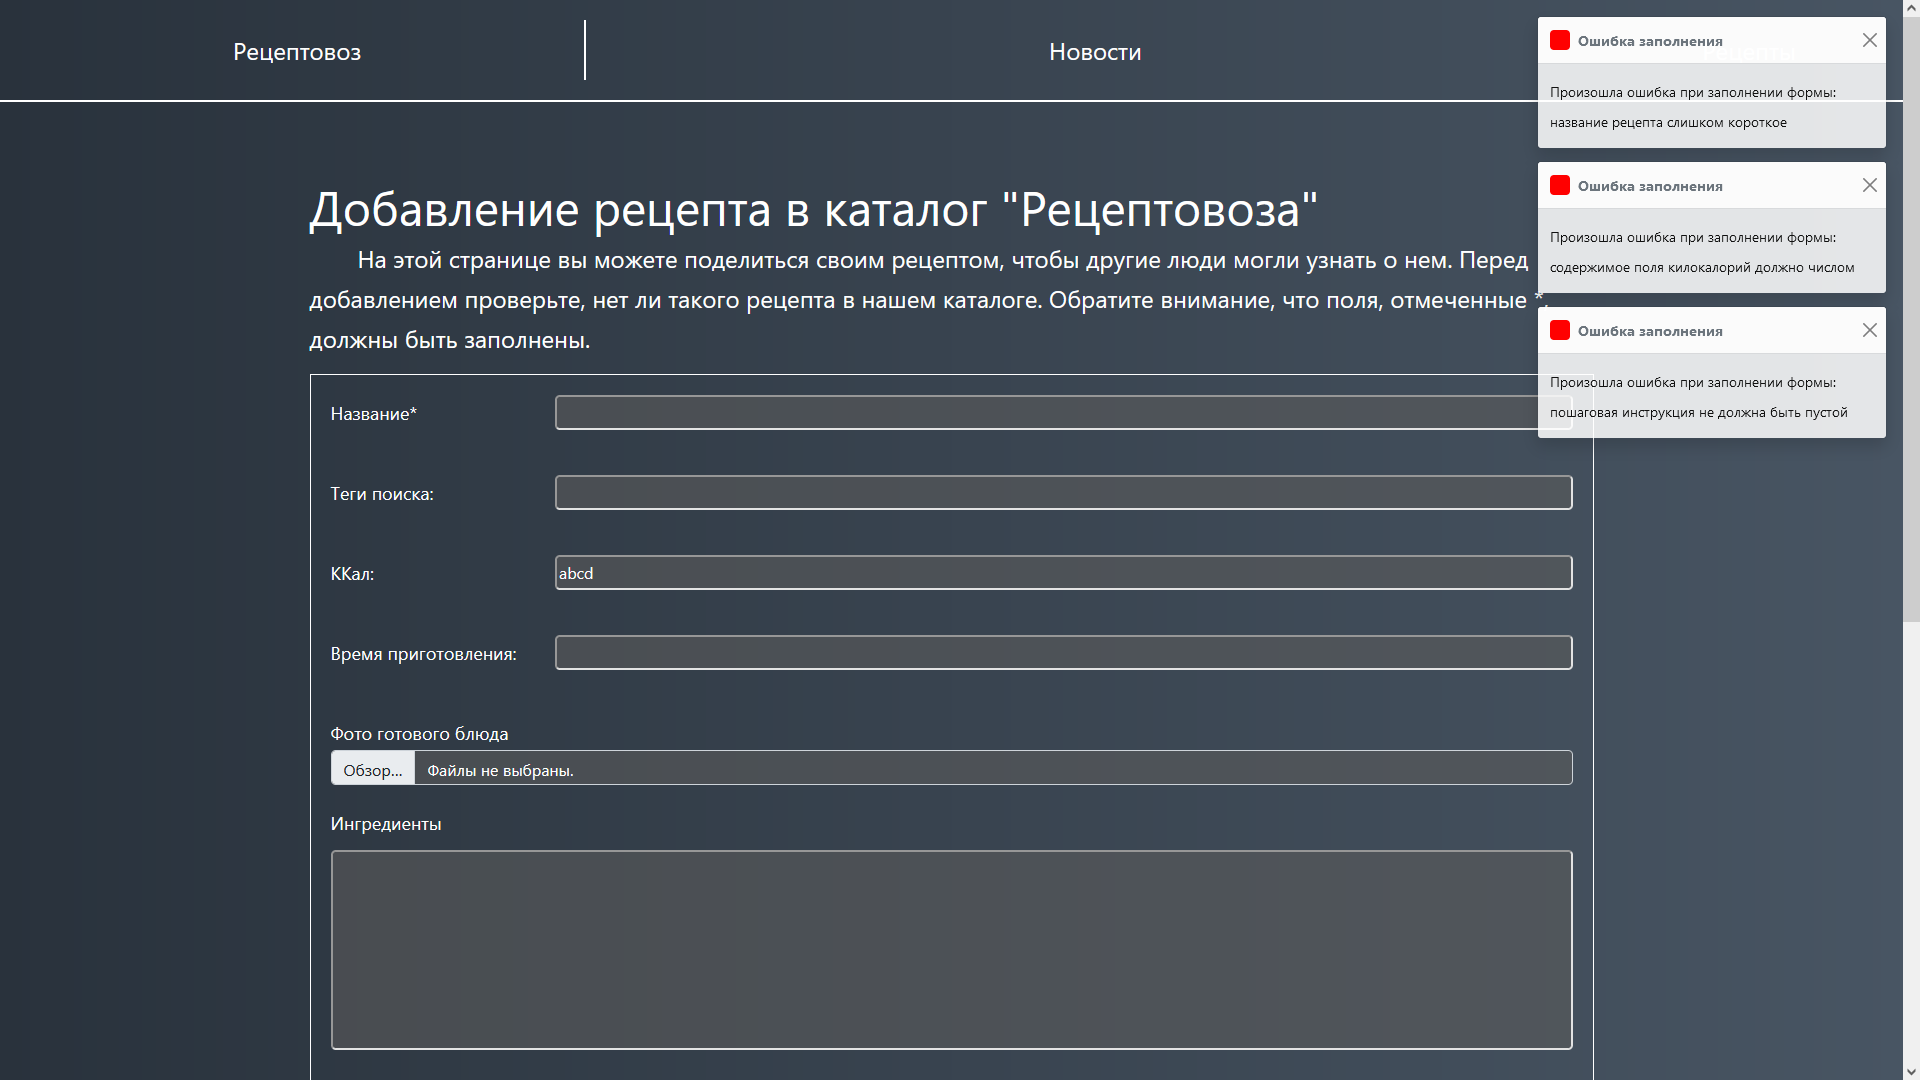 Рецептовоз
Новости
Добавление рецепта в каталог "Рецептовоза"
На этой странице вы можете поделиться своим рецептом, чтобы другие люди могли узнать о нем. Перед
добавлением проверьте, нет ли такого рецепта в нашем каталоге. Обратите внимание, что поля, отмеченные *,
должны быть заполнены.
Название*
Теги поиска:
ККал:
abcd
Время приготовления:
Фото готового блюда
Обзор...
Файлы не выбраны.
Ингредиенты
Ошибка заполнения
Произошла ошибка при заполнении формы:
название рецепта слишком короткое
Ошибка заполнения
Произошла ошибка при заполнении формы:
содержимое поля килокалорий должно числом
Ошибка заполнения
Произошла ошибка при заполнении формы:
пошаговая инструкция не должна быть пустой